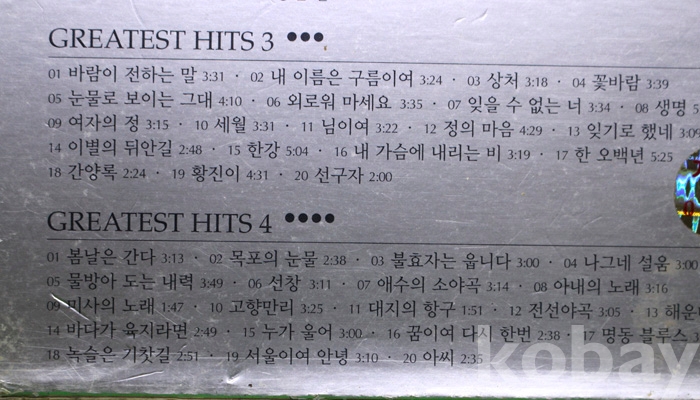 GREATEST HITS 3 ●●●
01 바람이 전하는 말 3:31 · 02 내 이름은 구름이여 3:24 · 03 상처 3:18 · 04 꽃바람 3:39
05 눈물로 보이는 그대 4:10 · 06 외로워 마세요 3:35 · 07 잊을 수 없는 너 3:34 · 08 생명 5
09 여자의 정 3:15 · 10 세월 3:31 · 11 님이여 3:22 · 12 정의 마음 4:29 · 13 잊기로 했네 3:05
14 이별의 뒤안길 2:48 · 15 한강 5:04 · 16 내 가슴에 내리는 비 3:19 · 17 한 오백년 5:25
18 간양록 2:24 · 19 황진이 4:31 · 20 선구자 2:00
GREATEST HITS 4 ●●●●
01 봄날은 간다 3:13 · 02 목포의 눈물 2:38 · 03 불효자는 웁니다 3:00 · 04 나그네 설움 3:00
05 물방아 도는 내력 3:49 · 06 선창 3:11 · 07 애수의 소야곡 3:14 · 08 아내의 노래 3:16
09 미사의 노래 1:47 · 10 고향만리 3:25 · 11 대지의 항구 1:51 · 12 전선야곡 3:05 · 13 해운
14 바다가 육지라면 2:49 · 15 누가 울어 3:00 · 16 꿈이여 다시 한번 2:38 · 17 명동 블루스 3
18 녹슬은 기찻길 2:51 · 19 서울이여 안녕 3:10 · 20 아씨 2:35
kobay